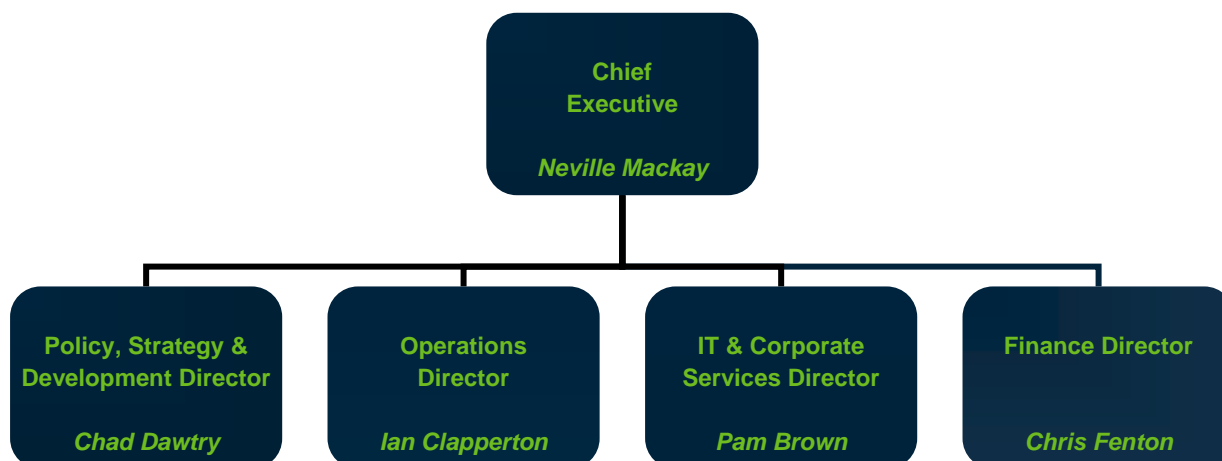 Chief
Executive
Neville Mackay
Policy, Strategy &
Development Director
Chad Dawtry
Operations
Director
Ian Clapperton
IT & Corporate
Services Director
Pam Brown
Finance Director
Chris Fenton